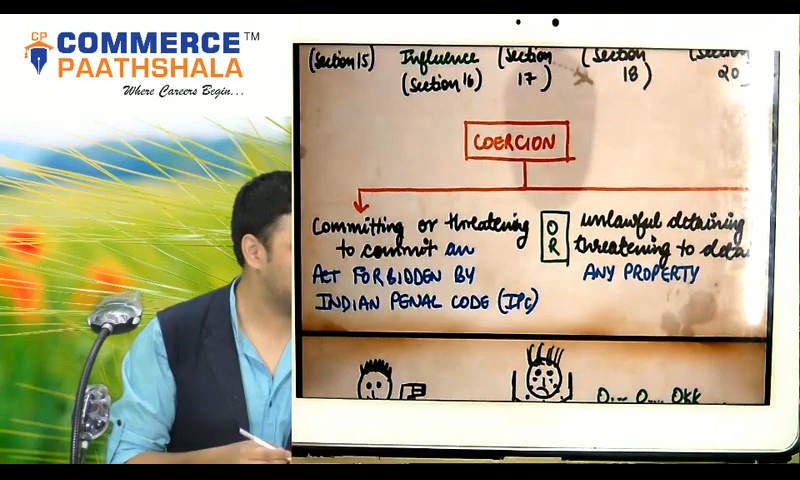 CP
COMMERCE™
PAATHSHALA
Where Careers Begin...
(Section 15)
Influence
(Section 16)
(Section
17)
(Section
18)
20)
COERCION
Committing or threatening
to commit an
ACT FORBIDDEN BY
INDIAN PENAL CODE (IPC)
OR
unlawful detaining
threatening to
ANY PROPERTY
O... O.... OKK